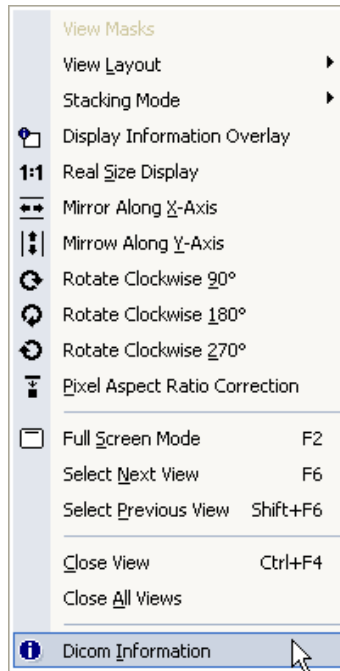 View Masks
View Layout
Stacking Mode
Display Information Overlay
1:1 Real Size Display
Mirror Along X-Axis
Mirrow Along Y-Axis
Rotate Clockwise 90°
Rotate Clockwise 180°
Rotate Clockwise 270°
Pixel Aspect Ratio Correction
Full Screen Mode F2
Select Next View F6
Select Previous View Shift+F6
Close View Ctrl+F4
Close All Views
Dicom Information